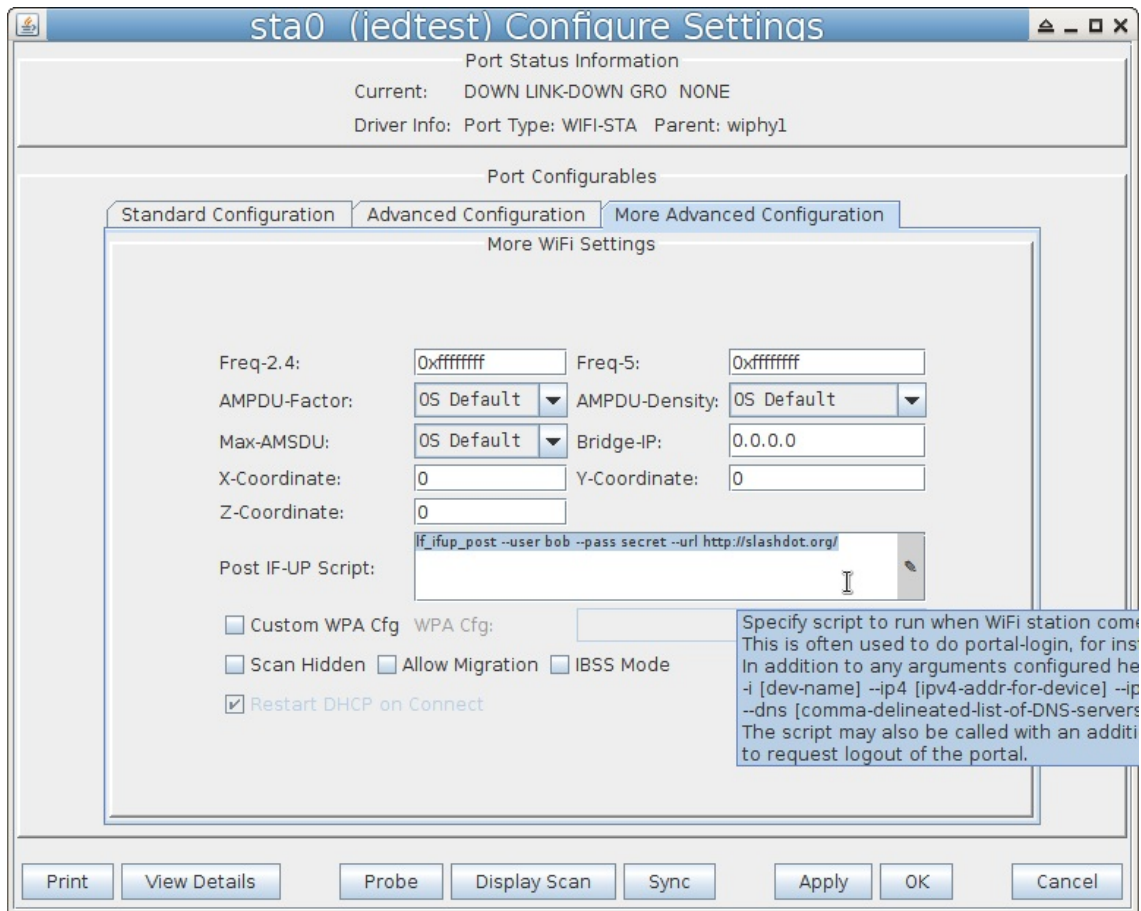 sta0 (jedtest) Configure Settings
Port Status Information
Current: DOWN LINK-DOWN GRO NONE
Driver Info: Port Type: WIFI-STA Parent: wiphy1
Port Configurables
Standard Configuration Advanced Configuration More Advanced Configuration
More WiFi Settings
Freq-2.4: 0xffffffff Freq-5: 0xffffffff
AMPDU-Factor: OS Default AMPDU-Density: OS Default
Max-AMSDU: OS Default Bridge-IP: 0.0.0.0
X-Coordinate: 0 Y-Coordinate: 0
Z-Coordinate: 0
lf_ifup_post --user bob --pass secret --url http://slashdot.org/
Post IF-UP Script:
Custom WPA Cfg WPA Cfg:
Scan Hidden Allow Migration IBSS Mode
Restart DHCP on Connect
Specify script to run when WiFi station come
This is often used to do portal-login, for ins
In addition to any arguments configured he
-i [dev-name] --ip4 [ipv4-addr-for-device] --ip
--dns [comma-delineated-list-of-DNS-servers
The script may also be called with an additi
to request logout of the portal.
Print View Details Probe Display Scan Sync Apply OK Cancel